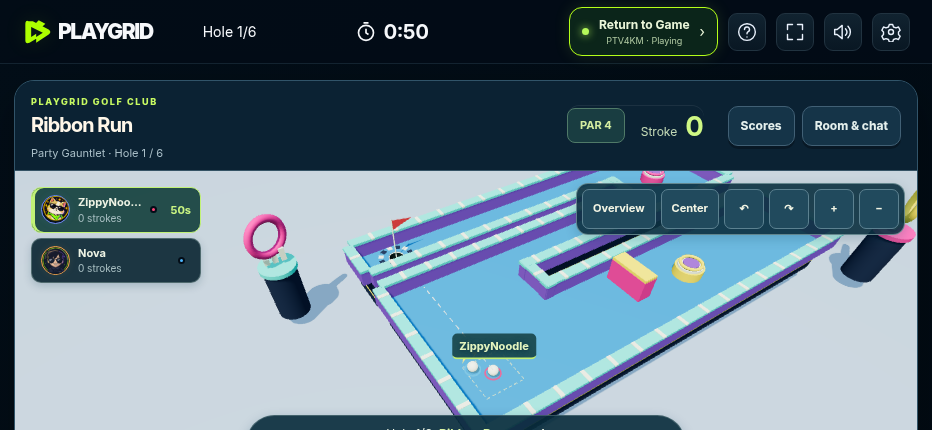 PLAYGRID
Hole 1/6
0:50
Return to Game
PTV4KM · Playing
PLAYGRID GOLF CLUB
Ribbon Run
Party Gauntlet · Hole 1 / 6
PAR 4
Stroke 0
Scores
Room & chat
ZippyNoo...
0 strokes
50s
Nova
0 strokes
Overview
Center
ZippyNoodle